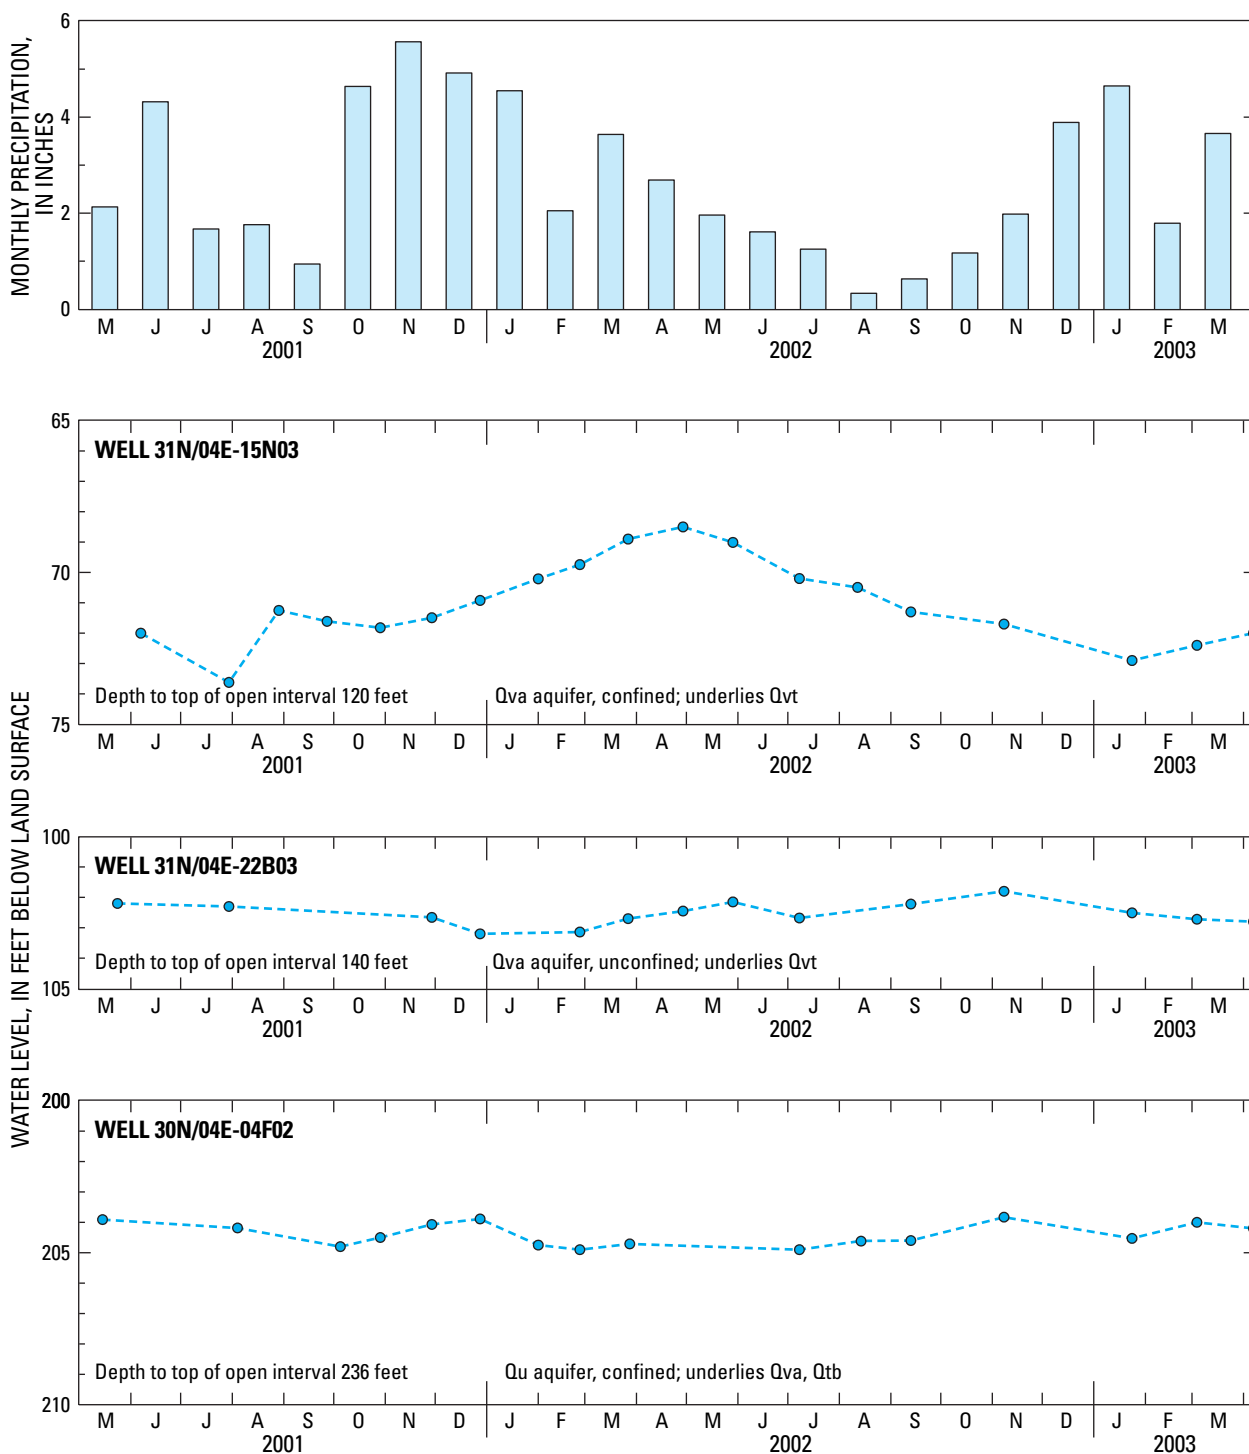 MONTHLY PRECIPITATION,
IN INCHES
6
4
2
0
M J J A S O N D J F M A M J J A S O N D J F M
2001 2002 2003
WATER LEVEL, IN FEET BELOW LAND SURFACE
65
WELL 31N/04E-15N03
70
Depth to top of open interval 120 feet Qva aquifer, confined; underlies Qvt
75
M J J A S O N D J F M A M J J A S O N D J F M
2001 2002 2003
100
WELL 31N/04E-22B03
Depth to top of open interval 140 feet Qva aquifer, unconfined; underlies Qvt
105
M J J A S O N D J F M A M J J A S O N D J F M
2001 2002 2003
200
WELL 30N/04E-04F02
205
Depth to top of open interval 236 feet Qu aquifer, confined; underlies Qva, Qtb
210
M J J A S O N D J F M A M J J A S O N D J F M
2001 2002 2003